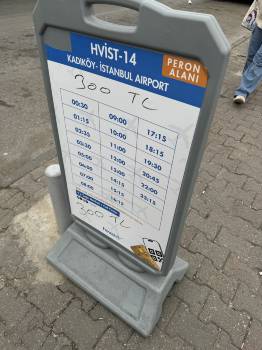 HVİST-14
KADIKÖY- İSTANBUL AIRPORT
PERON
ALANI
300 TC
00:30 09:00 17:15
01:15 10:00 18:15
02:15 11:00 19:30
03:30 12:00 20:45
05:00 13:00 22:00
06:00 14:15 23:15
07:00 15:15
08:00 16:15
300 TL